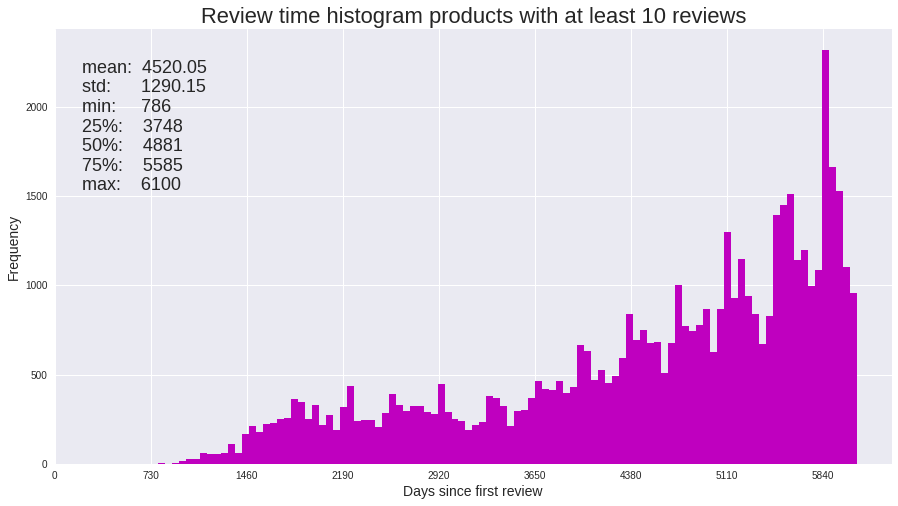 Review time histogram products with at least 10 reviews
mean: 4520.05
std: 1290.15
min: 786
25%: 3748
50%: 4881
75%: 5585
max: 6100
2000
1500
1000
500
0
Frequency
0 730 1460 2190 2920 3650 4380 5110 5840
Days since first review